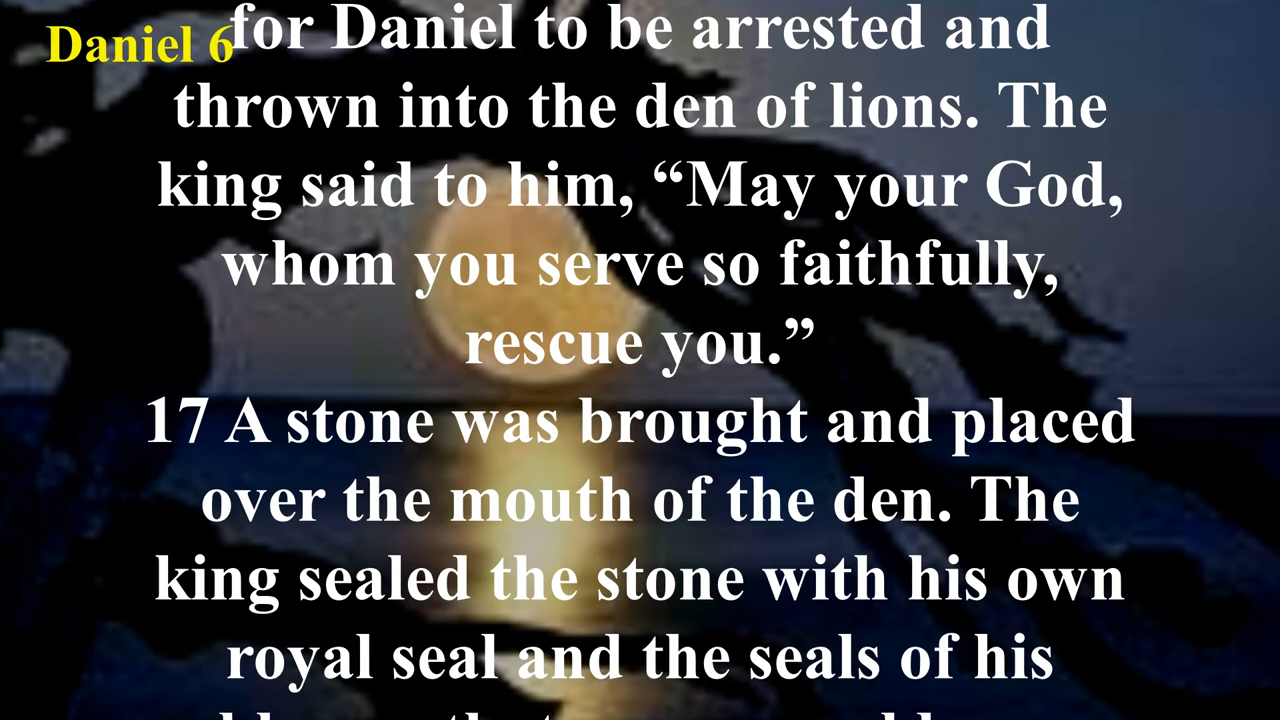 Daniel 6
for Daniel to be arrested and
thrown into the den of lions. The
king said to him, “May your God,
whom you serve so faithfully,
rescue you.”
17 A stone was brought and placed
over the mouth of the den. The
king sealed the stone with his own
royal seal and the seals of his